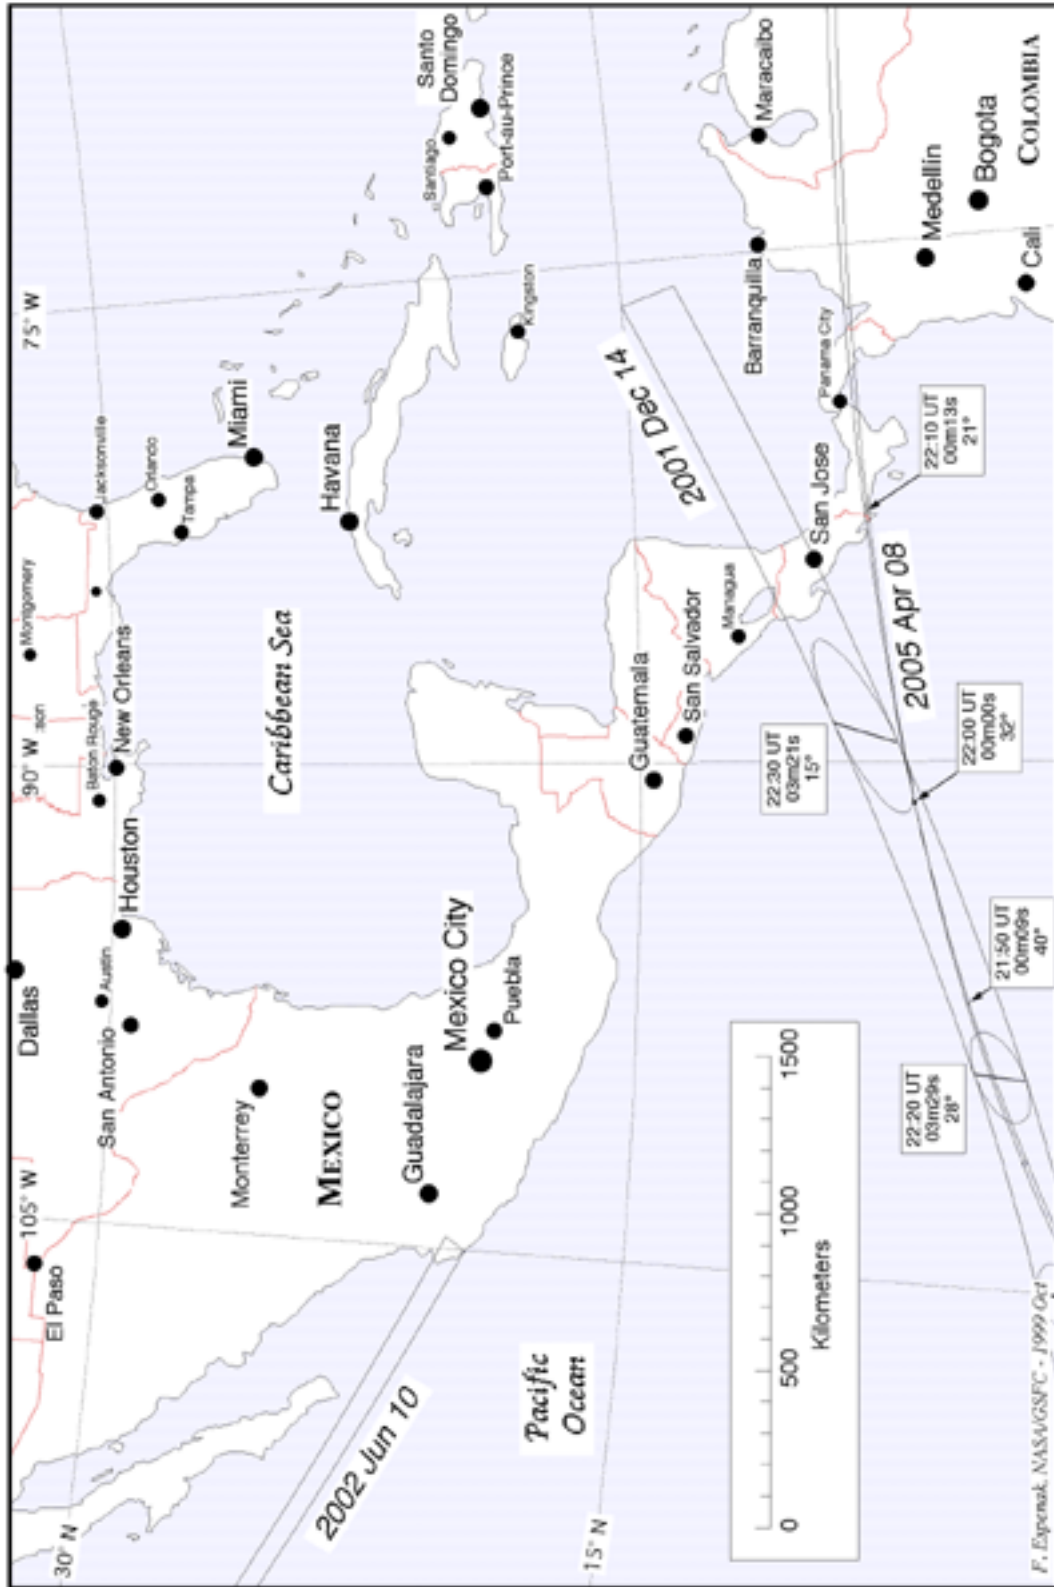 Dallas
Montgomery
son
El Paso
105° W
90° W
75° W
30° N
San Antonio
Austin
Houston
Baton Rouge
New Orleans
Jacksonville
Orlando
Tampa
Miami
Monterrey
Caribbean Sea
Havana
MEXICO
Guadalajara
Mexico City
Puebla
Santiago
Santo
Domingo
Port-au-Prince
Kingston
2002 Jun 10
Pacific
Ocean
15° N
Guatemala
San Salvador
Managua
2001 Dec 14
Barranquilla
Maracaibo
San Jose
Panama City
Medellin
Bogota
Cali
COLOMBIA
0
500
1000
1500
Kilometers
22:30 UT
03m21s
15°
22:20 UT
03m29s
28°
2005 Apr 08
21:50 UT
00m09s
40°
22:00 UT
00m00s
32°
22:10 UT
00m13s
21°
F. Espenak, NASA/GSFC - 1999 Oct